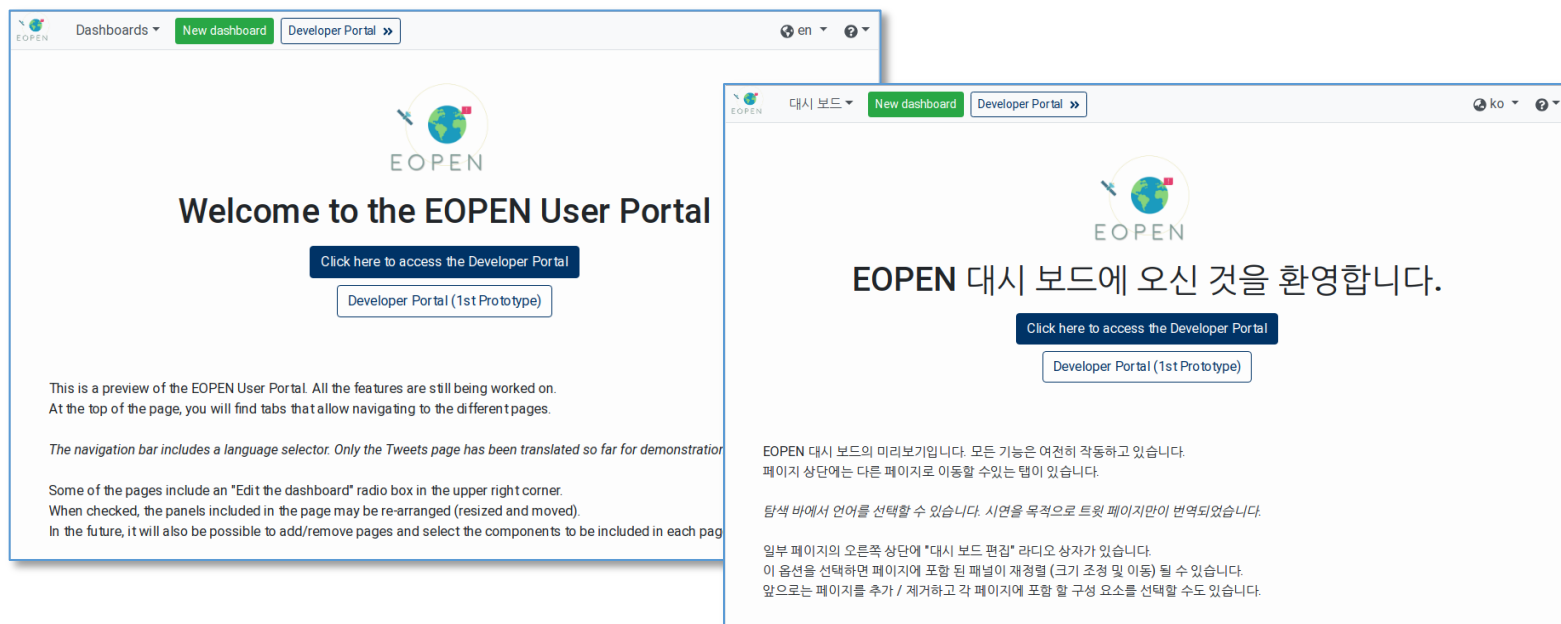 EOPEN
Dashboards
New dashboard
Developer Portal »
en
EOPEN
Welcome to the EOPEN User Portal
Click here to access the Developer Portal
Developer Portal (1st Prototype)
This is a preview of the EOPEN User Portal. All the features are still being worked on.
At the top of the page, you will find tabs that allow navigating to the different pages.
The navigation bar includes a language selector. Only the Tweets page has been translated so far for demonstration
Some of the pages include an "Edit the dashboard" radio box in the upper right corner.
When checked, the panels included in the page may be re-arranged (resized and moved).
In the future, it will also be possible to add/remove pages and select the components to be included in each pag
EOPEN
대시 보드
New dashboard
Developer Portal »
ko
EOPEN
EOPEN 대시 보드에 오신 것을 환영합니다.
Click here to access the Developer Portal
Developer Portal (1st Prototype)
EOPEN 대시 보드의 미리보기입니다. 모든 기능은 여전히 작동하고 있습니다.
페이지 상단에는 다른 페이지로 이동할 수있는 탭이 있습니다.
탐색 바에서 언어를 선택할 수 있습니다. 시연을 목적으로 트윗 페이지만이 번역되었습니다.
일부 페이지의 오른쪽 상단에 "대시 보드 편집" 라디오 상자가 있습니다.
이 옵션을 선택하면 페이지에 포함 된 패널이 재정렬 (크기 조정 및 이동) 될 수 있습니다.
앞으로는 페이지를 추가 / 제거하고 각 페이지에 포함 할 구성 요소를 선택할 수도 있습니다.